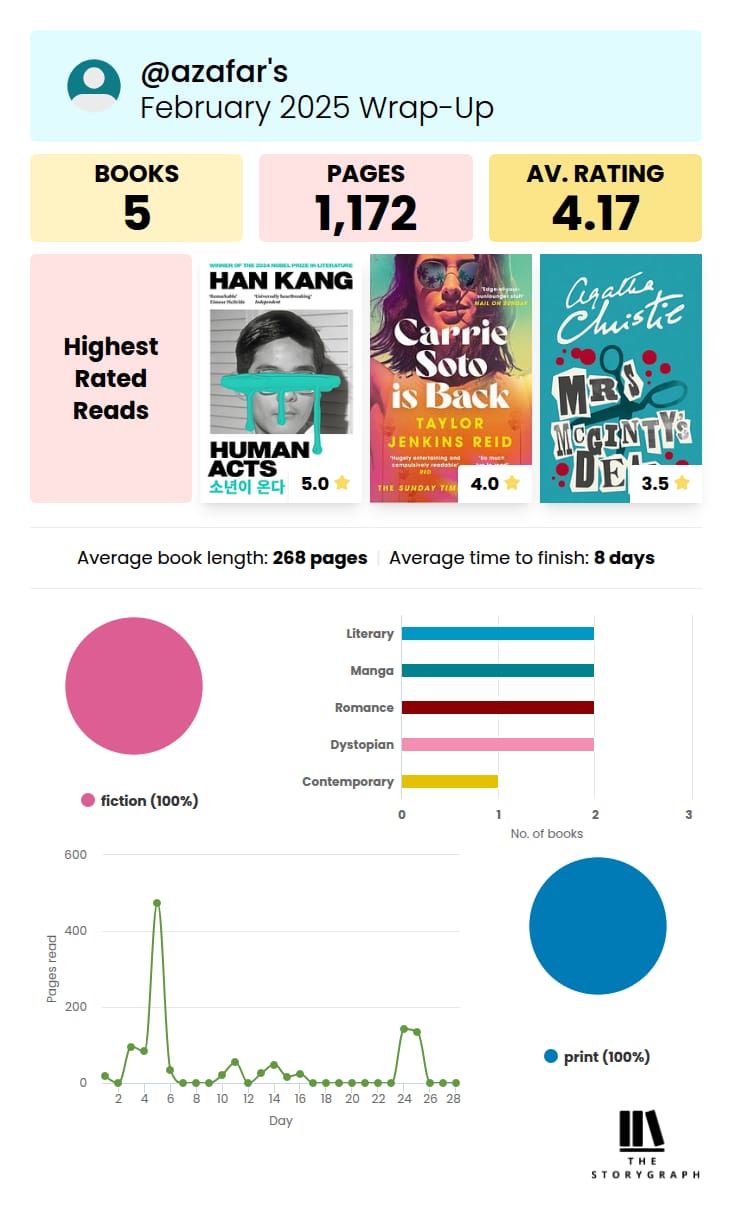 @azafar's
February 2025 Wrap-Up
BOOKS
5
PAGES
1,172
AV. RATING
4.17
Highest
Rated
Reads
WINNER OF THE 2024 NOBEL PRIZE IN LITERATURE
HAN KANG
'Remarkable'
Eimear McBride
'Universally heartbreaking'
Independent
HUMAN
ACTS
소년이 온다
5.0
'Edge-of-your-
sunlounger stuff'
MAIL ON SUNDAY
Carrie
Soto
is Back
TAYLOR
JENKINS REID
'Hugely entertaining and
compulsively readable'
RED
'So much
THE SUNDAY TIM
4.0
Agatha
Christie
MRS
McGINTY'S
DEA
3.5
Average book length: 268 pages | Average time to finish: 8 days
fiction (100%)
Literary
Manga
Romance
Dystopian
Contemporary
0 1 2 3
No. of books
600
400
200
0
Pages read
2 4 6 8 10 12 14 16 18 20 22 24 26 28
Day
print (100%)
THE
STORYGRAPH